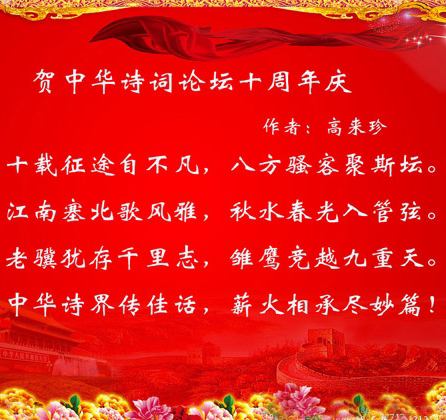 贺中华诗词论坛十周年庆
作者：高来珍
十载征途自不凡，八方骚客聚斯坛。
江南塞北歌风雅，秋水春光入管弦。
老骥犹存千里志，雏鹰竞越九重天。
中华诗界传佳话，薪火相承尽妙篇！